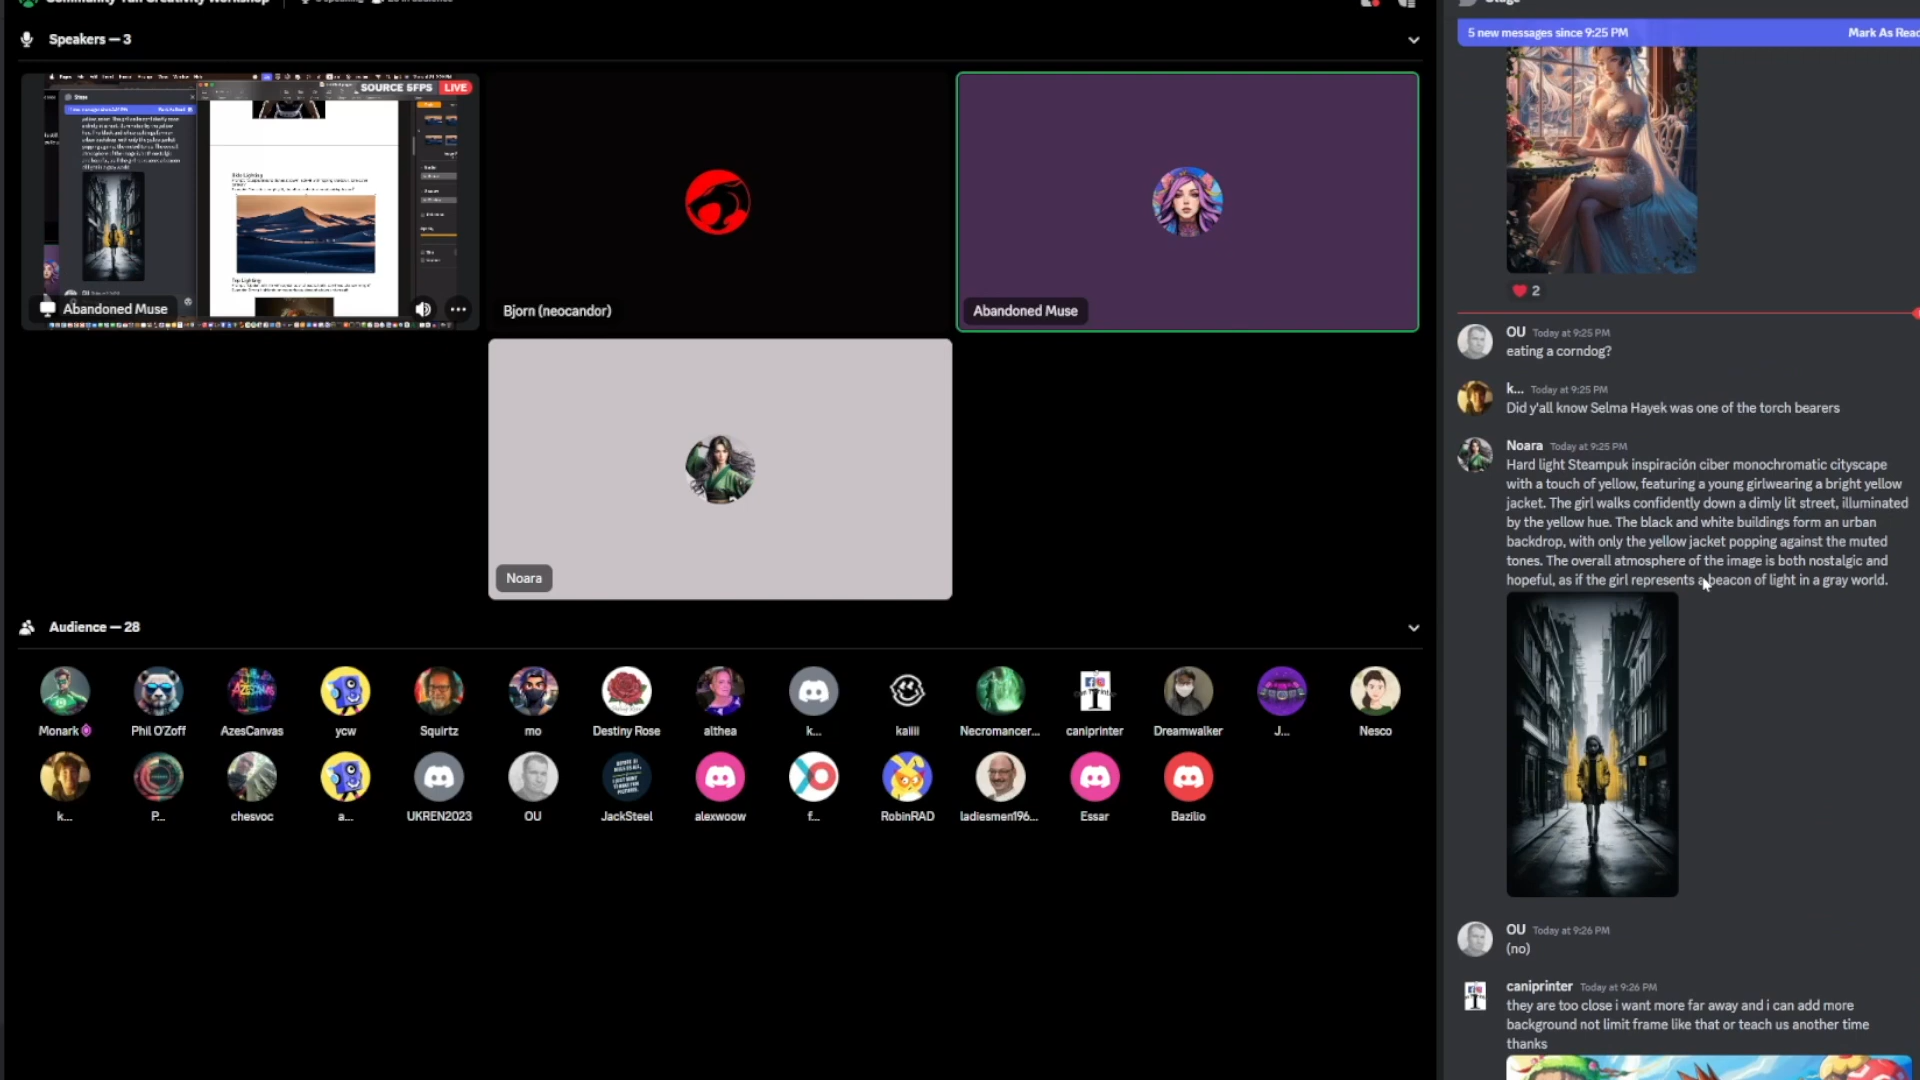 Stage
5 new messages since 9:25 PM
Mark As Read
Speakers — 3
SOURCE 5FPS
LIVE
Side Lighting
Top Lighting
Abandoned Muse
Bjorn (neocandor)
Abandoned Muse
Noara
Audience — 28
Monark
Phil O'Zoff
AzesCanvas
ycw
Squirtz
mo
Destiny Rose
althea
k...
kaiiii
Necromancer...
caniprinter
Dreamwalker
J...
Nesco
k...
P...
chesvoc
a...
UKREN2023
OU
JackSteel
alexwoow
f...
RobinRAD
ladiesmen196...
Essar
Bazilio
2
OU Today at 9:25 PM
eating a corndog?
k... Today at 9:25 PM
Did y'all know Selma Hayek was one of the torch bearers
Noara Today at 9:25 PM
Hard light Steampuk inspiración ciber monochromatic cityscape
with a touch of yellow, featuring a young girlwearing a bright yellow
jacket. The girl walks confidently down a dimly lit street, illuminated
by the yellow hue. The black and white buildings form an urban
backdrop, with only the yellow jacket popping against the muted
tones. The overall atmosphere of the image is both nostalgic and
hopeful, as if the girl represents a beacon of light in a gray world.
OU Today at 9:26 PM
(no)
caniprinter Today at 9:26 PM
they are too close i want more far away and i can add more
background not limit frame like that or teach us another time
thanks